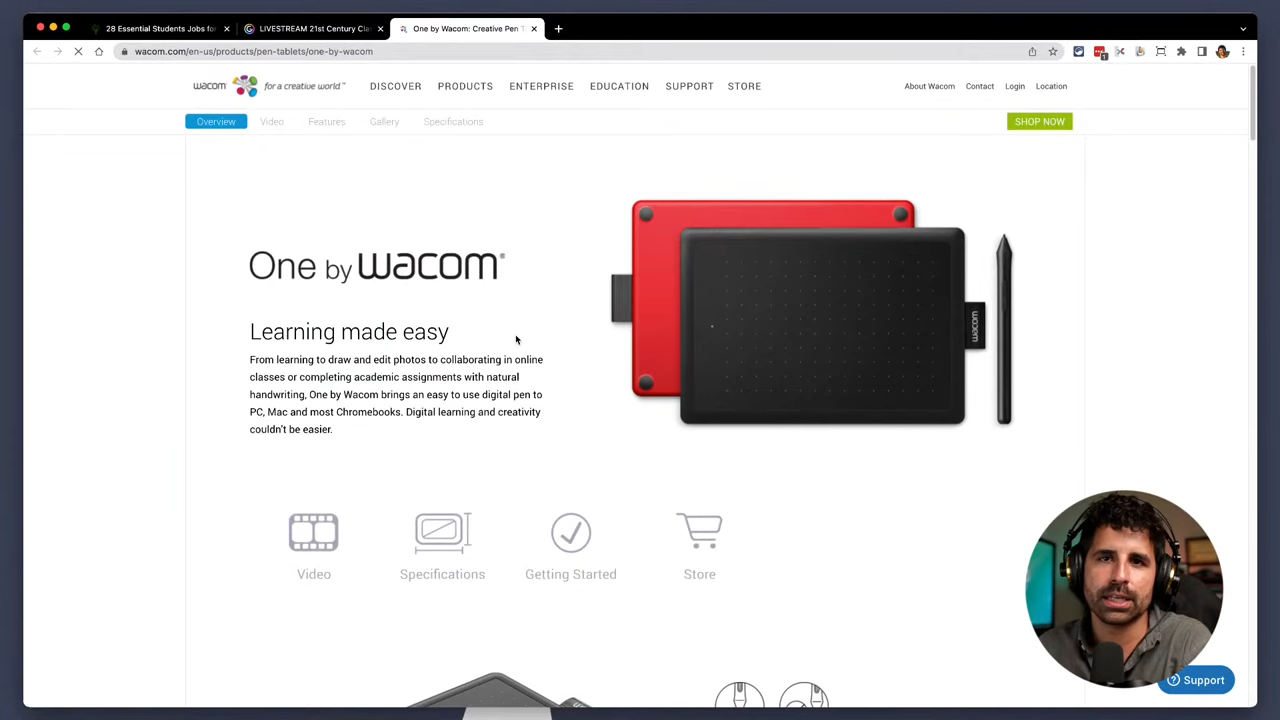 28 Essential Students Jobs for
LIVESTREAM 21st Century Cla
One by Wacom: Creative Pen T
wacom.com/en-us/products/pen-tablets/one-by-wacom
1
wacom for a creative world™
DISCOVER PRODUCTS ENTERPRISE EDUCATION SUPPORT STORE
About Wacom Contact Login Location
Overview Video Features Gallery Specifications
SHOP NOW
One by wacom®
Learning made easy
From learning to draw and edit photos to collaborating in online
classes or completing academic assignments with natural
handwriting, One by Wacom brings an easy to use digital pen to
PC, Mac and most Chromebooks. Digital learning and creativity
couldn't be easier.
wacom
Video Specifications Getting Started Store
Support